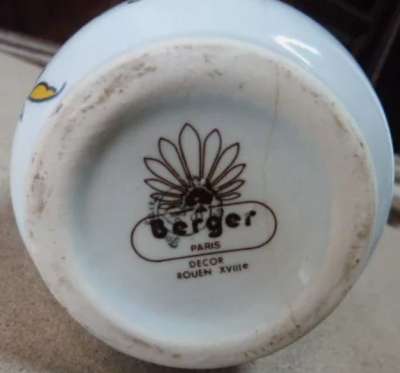 Berger
PARIS
DECOR
ROUEN XVIIIe